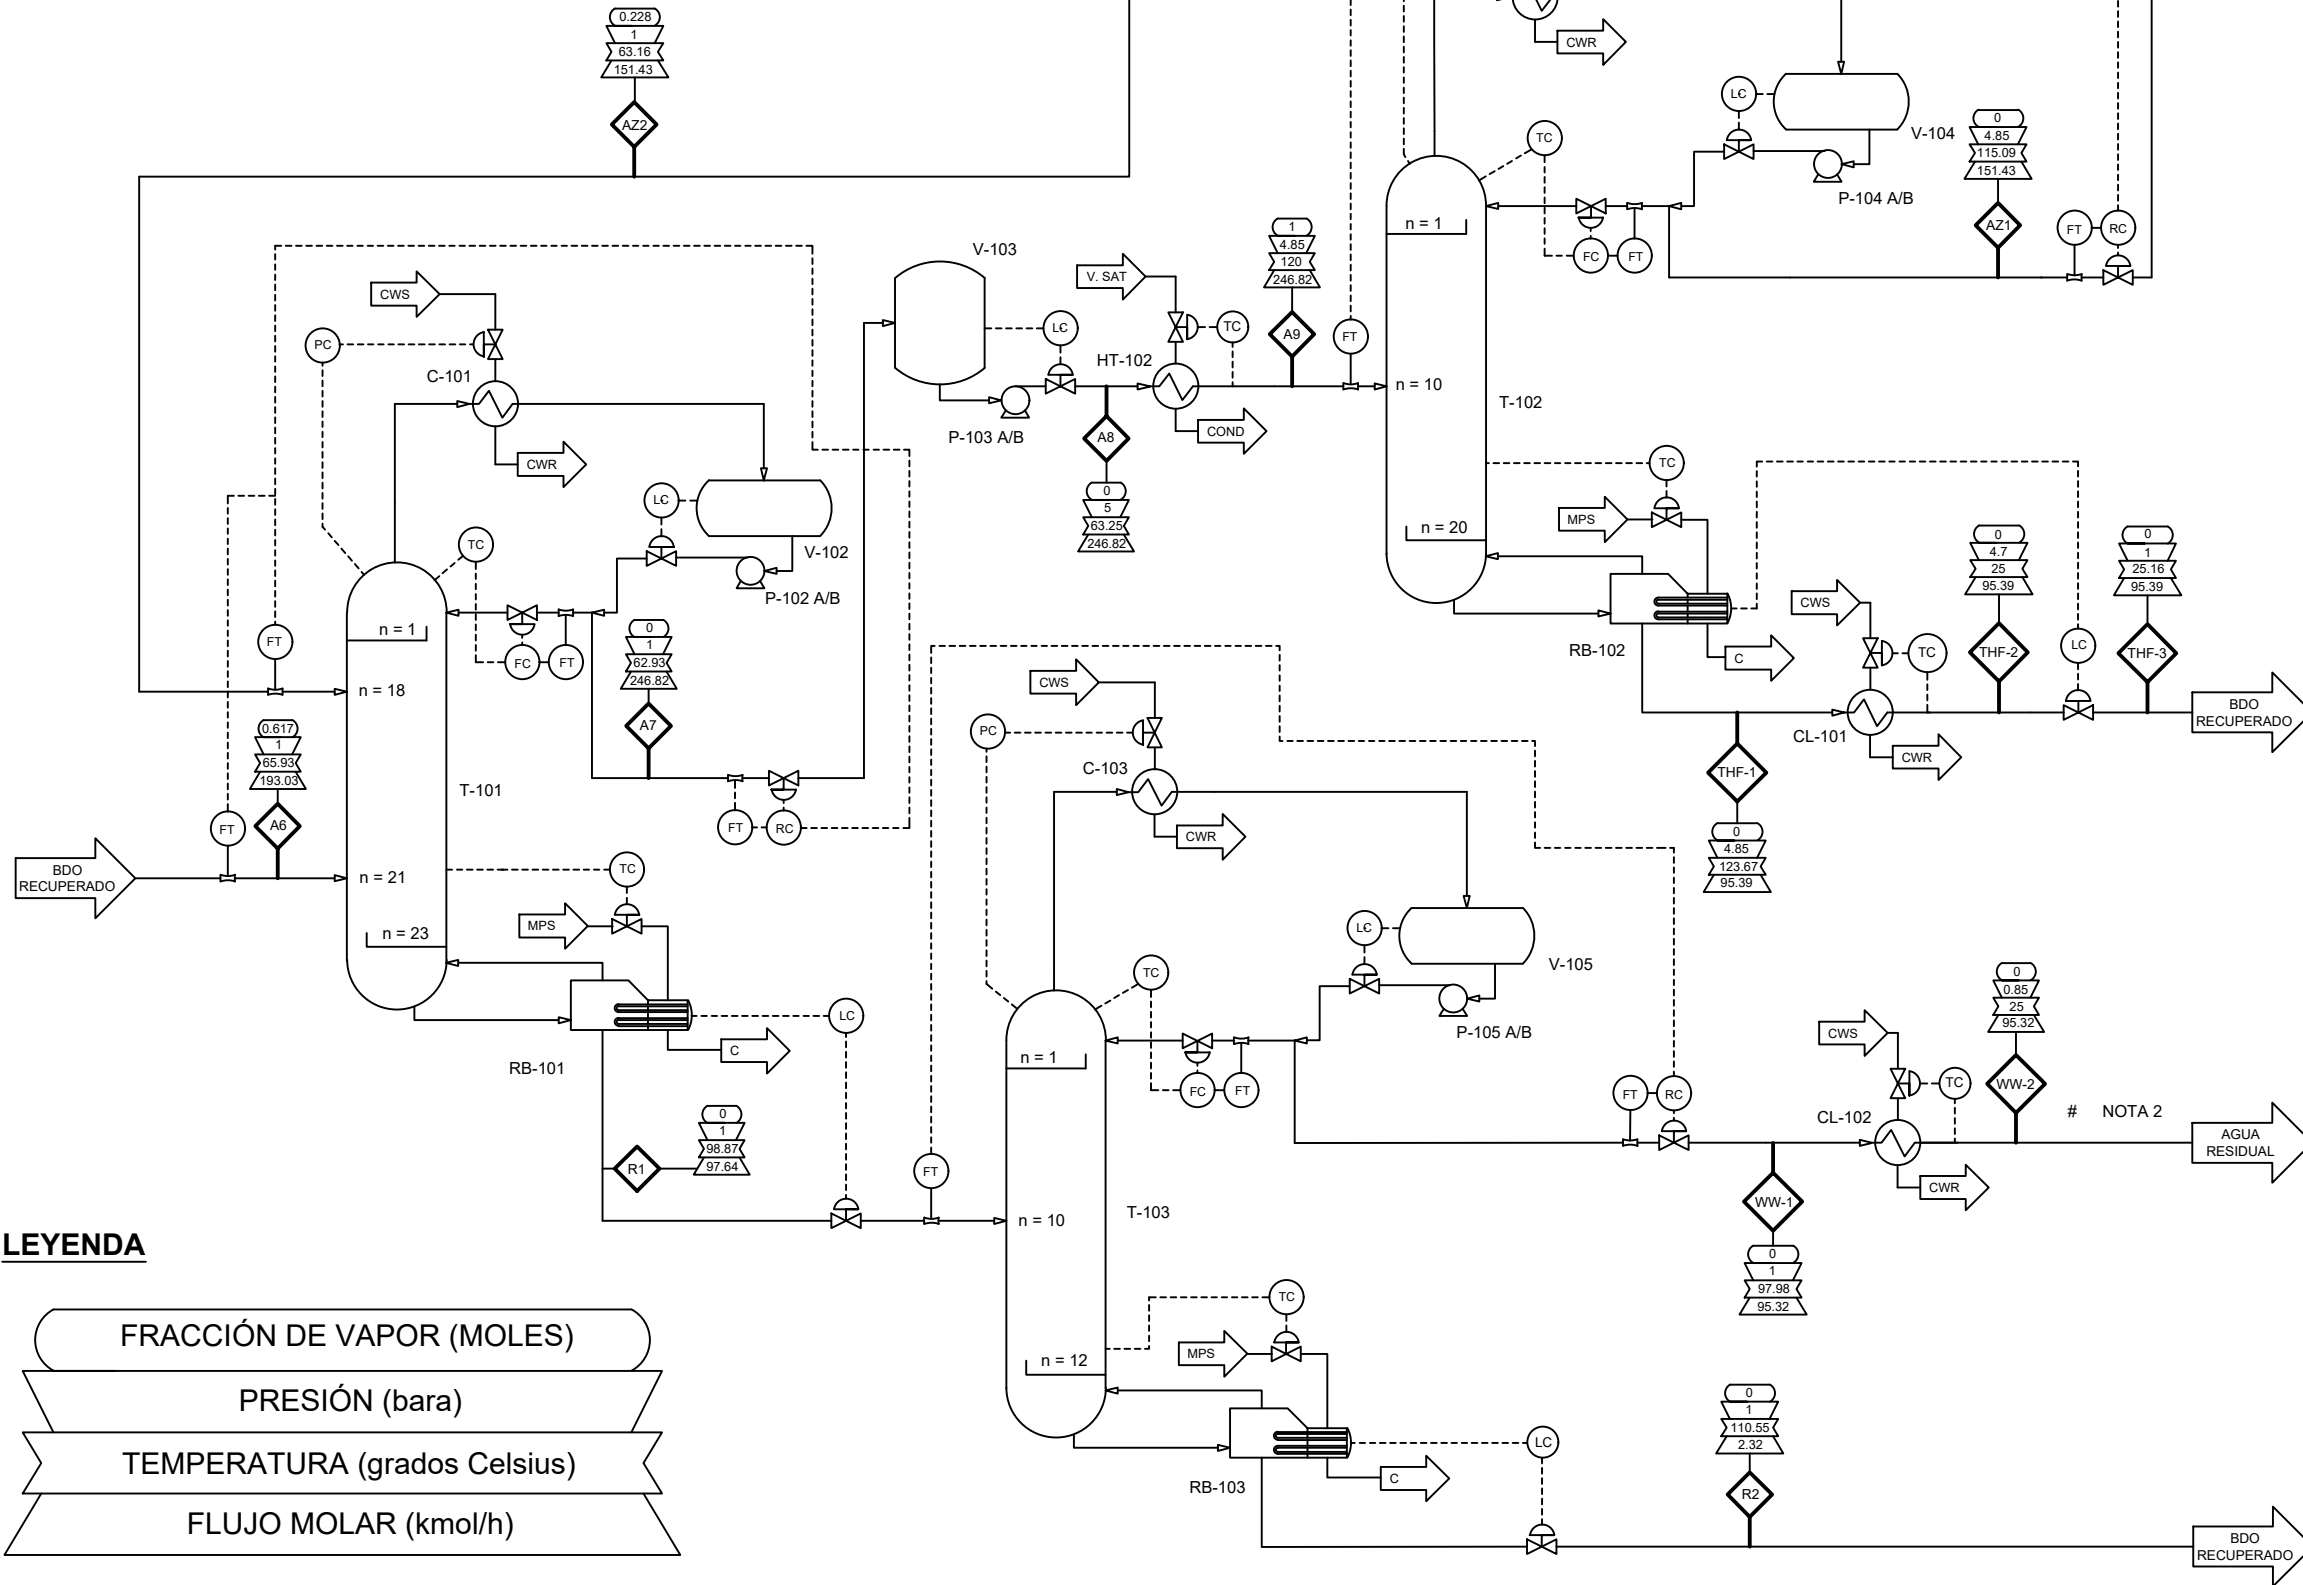 0.228
1
63.16
151.43
AZ2
CWR
LC
V-104
P-104 A/B
0
4.85
115.09
151.43
AZ1
FT
RC
TC
n = 1
FC
FT
CWS
PC
C-101
CWR
V-103
LC
P-103 A/B
V. SAT
TC
HT-102
COND
A8
0
5
63.25
246.82
1
4.85
120
246.82
A9
FT
n = 10
T-102
TC
MPS
n = 20
RB-102
C
LC
V-102
P-102 A/B
TC
FT
n = 1
FC
FT
n = 18
0
1
62.93
246.82
A7
FT
RC
0.617
1
65.93
193.03
A6
FT
BDO
RECUPERADO
n = 21
T-101
TC
MPS
n = 23
RB-101
C
LC
R1
0
1
98.87
97.64
FT
CWS
TC
CL-101
CWR
THF-1
0
4.85
123.67
95.39
0
4.7
25
95.39
THF-2
LC
0
1
25.16
95.39
THF-3
BDO
RECUPERADO
CWS
PC
C-103
CWR
LC
V-105
P-105 A/B
TC
n = 1
FC
FT
n = 10
T-103
FT
RC
WW-1
0
1
97.98
95.32
CWS
TC
CL-102
CWR
0
0.85
25
95.32
WW-2
# NOTA 2
AGUA
RESIDUAL
TC
MPS
n = 12
RB-103
C
LC
0
1
110.55
2.32
R2
BDO
RECUPERADO
LEYENDA
FRACCIÓN DE VAPOR (MOLES)
PRESIÓN (bara)
TEMPERATURA (grados Celsius)
FLUJO MOLAR (kmol/h)